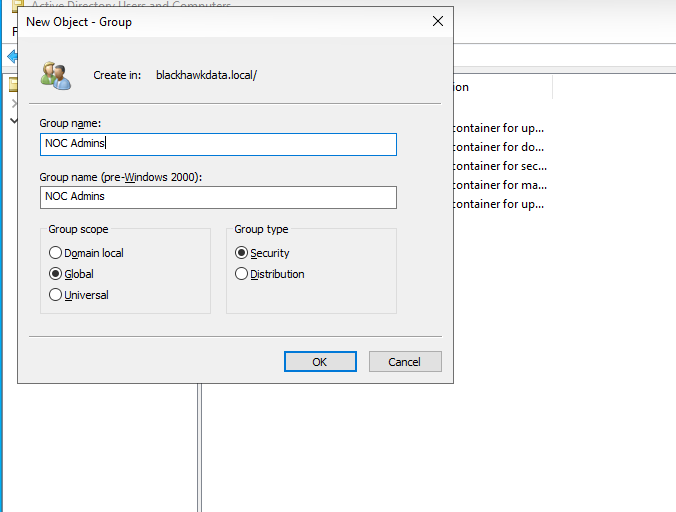 Active Directory Users and Computers
New Object - Group
F
Create in: blackhawkdata.local/
Group name:
NOC Admins
Group name (pre-Windows 2000):
NOC Admins
Group scope
Domain local
Global
Universal
Group type
Security
Distribution
OK
Cancel
ion
container for up...
container for do...
container for sec...
container for ma...
container for up...